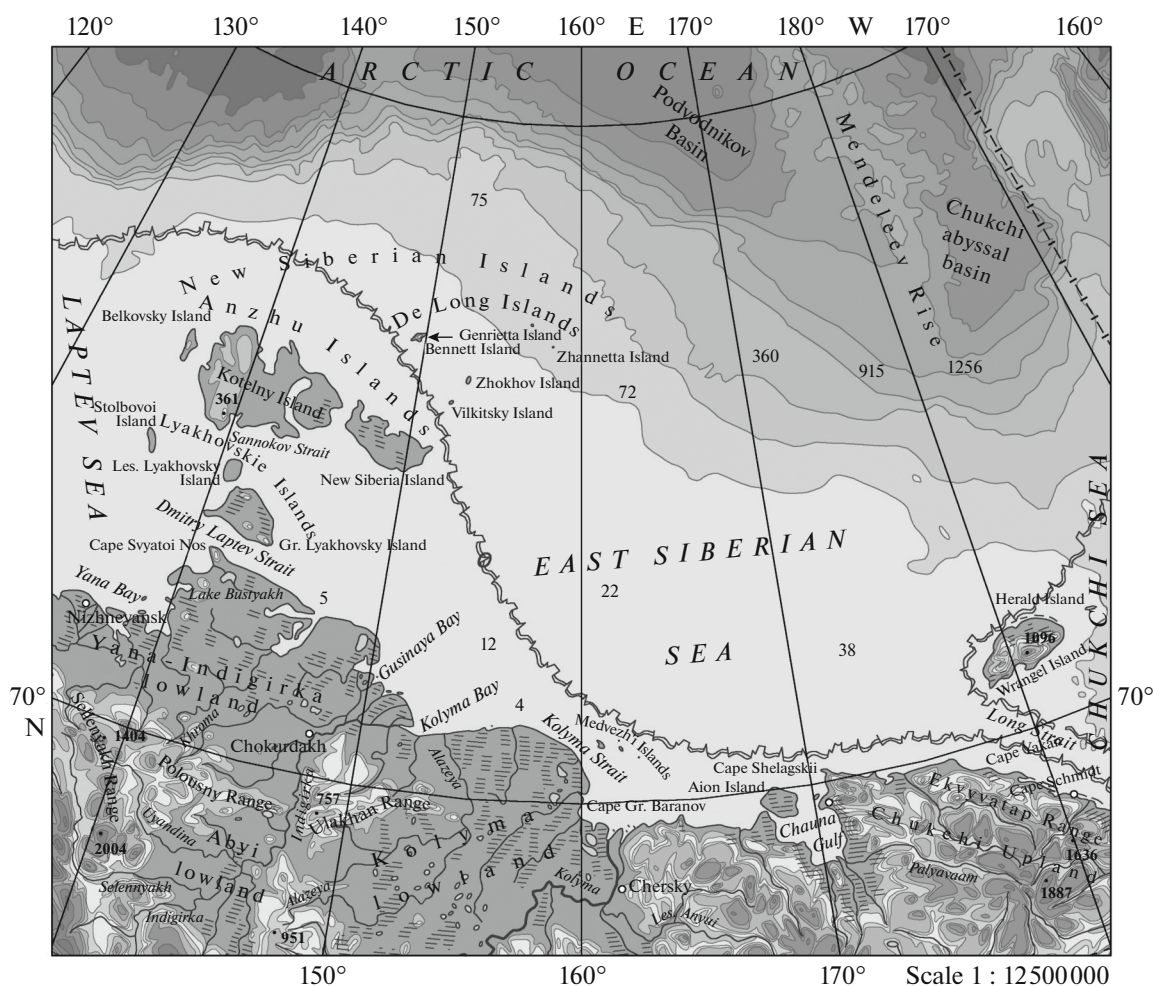 120° 130° 140° 150° 160° E 170° 180° W 170° 160°
ARCTIC OCEAN
Podvodnikov
Basin
Mendeleev Rise
Chukchi
abyssal
basin
75
New Siberian Islands
Anzhu Islands
De Long Islands
Belkovsky Island
Genrietta Island
Bennett Island
Zhannetta Island
360
915
1256
LAPTEV SEA
Kotelny Island
361
Zhokhov Island
72
Stolbovoi
Island
Vilkitsky Island
Lyakhovskie Islands
Sannokov Strait
Les. Lyakhovsky
Island
New Siberia Island
Dmitry Laptev Strait
Cape Svyatoi Nos
Gr. Lyakhovsky Island
EAST SIBERIAN
SEA
CHUKCHI SEA
Yana Bay
Lake Bustyakh
5
22
Herald Island
Nizhneyansk
1096
12
38
Wrangel Island
Yana-Indigirka
lowland
Gusinaya Bay
70°
N
70°
Kolyma Bay
4
Kolyma Strait
Medvezh'i Islands
Long Strait
Selenyakh Range
1404
Khroma
Chokurdakh
Alazeya
Cape Yakan
Cape Shelagskii
Aion Island
Cape Schmidt
Polousny Range
757
Ulakhan Range
Indigirka
Cape Gr. Baranov
Ekvyvatap Range
Uyandina
Abyi
lowland
Kolyma
lowland
Chauna
Gulf
Chukchi Upland
2004
1636
Selennyakh
Alazeya
Kolyma
Chersky
Palyavaam
1887
Indigirka
Les. Anyui
951
150° 160° 170° Scale 1 : 12500000